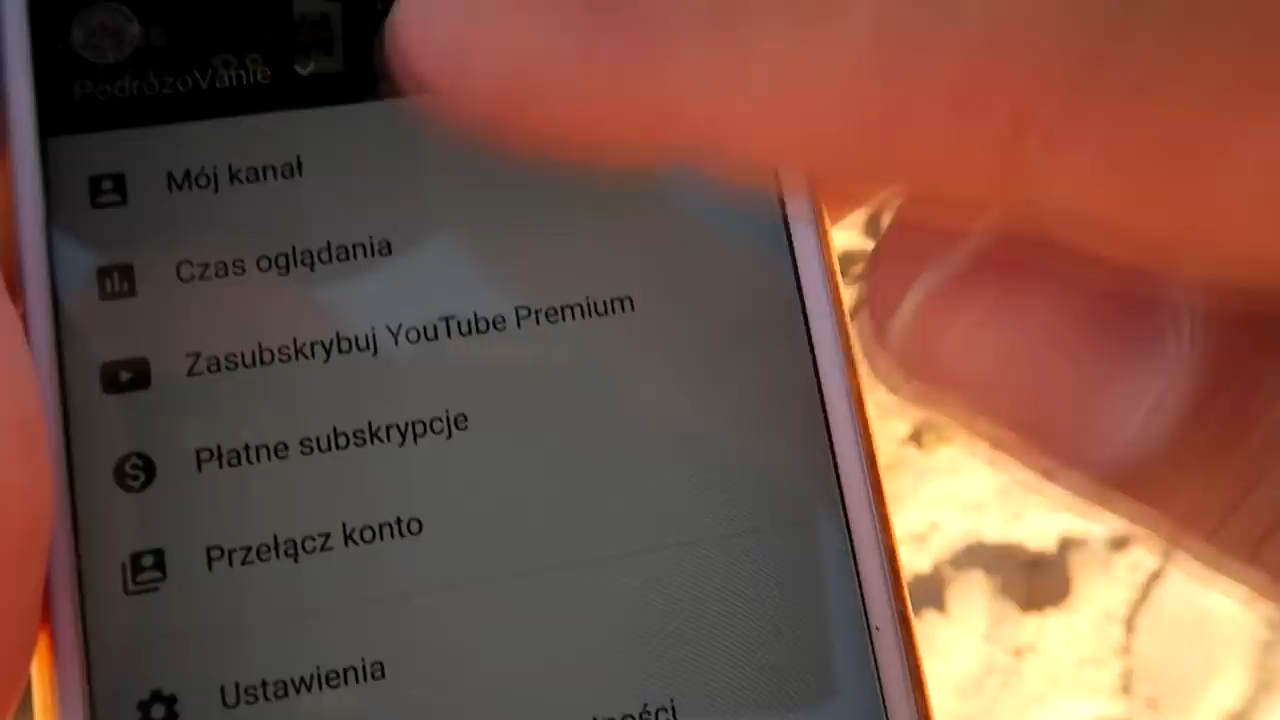 PodróżoVanie
Mój kanał
Czas oglądania
Zasubskrybuj YouTube Premium
Płatne subskrypcje
Przełącz konto
Ustawienia